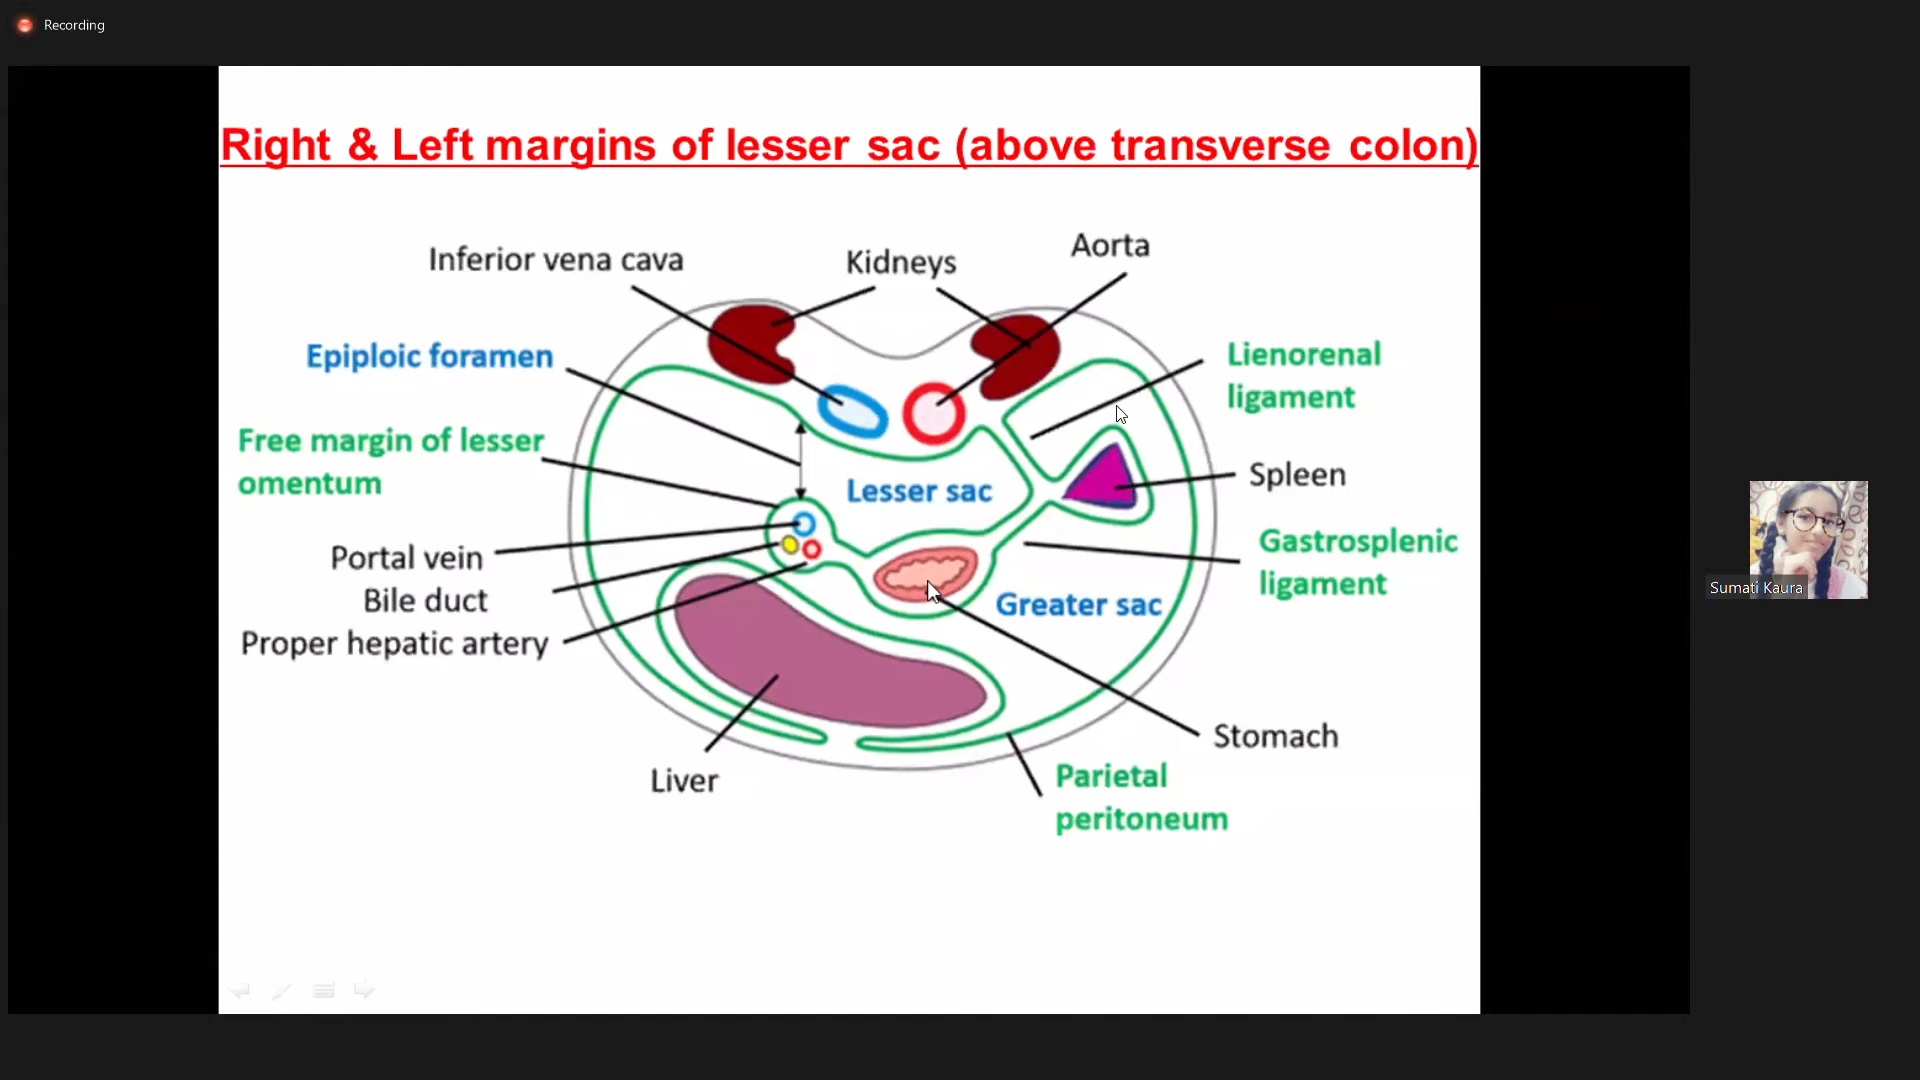 Recording
Right & Left margins of lesser sac (above transverse colon)
Inferior vena cava
Kidneys
Aorta
Epiploic foramen
Lienorenal
ligament
Free margin of lesser
omentum
Lesser sac
Spleen
Portal vein
Bile duct
Proper hepatic artery
Gastrosplenic
ligament
Greater sac
Sumati Kaura
Stomach
Liver
Parietal
peritoneum